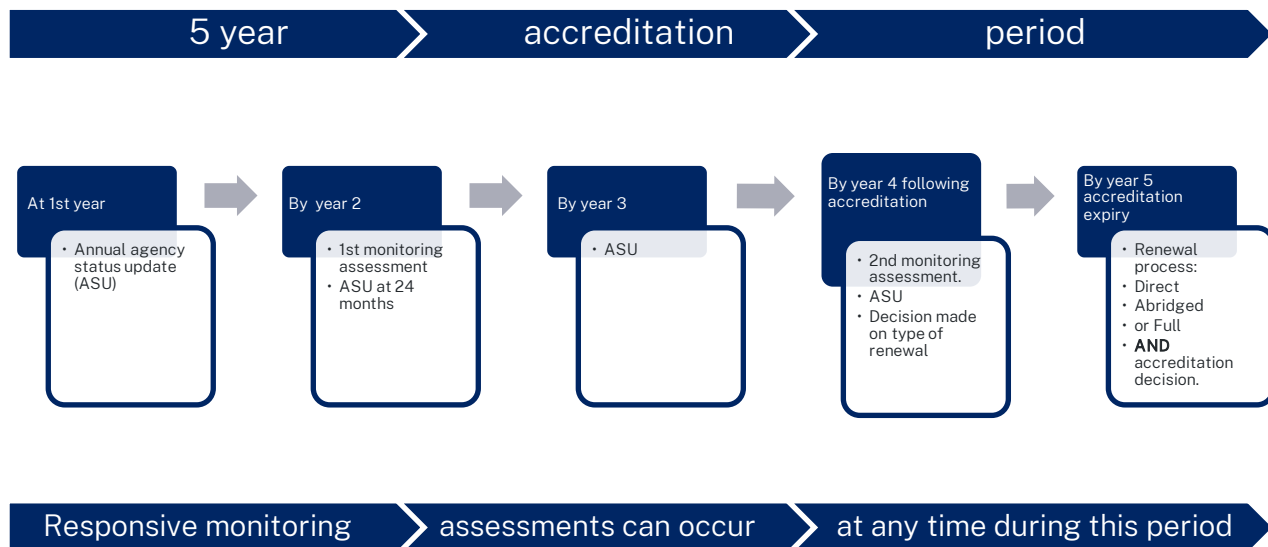 5 year accreditation period
At 1st year
• Annual agency
status update
(ASU)
By year 2
• 1st monitoring
assessment
• ASU at 24
months
By year 3
• ASU
By year 4 following
accreditation
• 2nd monitoring
assessment.
• ASU
• Decision made
on type of
renewal
By year 5
accreditation
expiry
• Renewal
process:
• Direct
• Abridged
• or Full
• AND
accreditation
decision.
Responsive monitoring assessments can occur at any time during this period